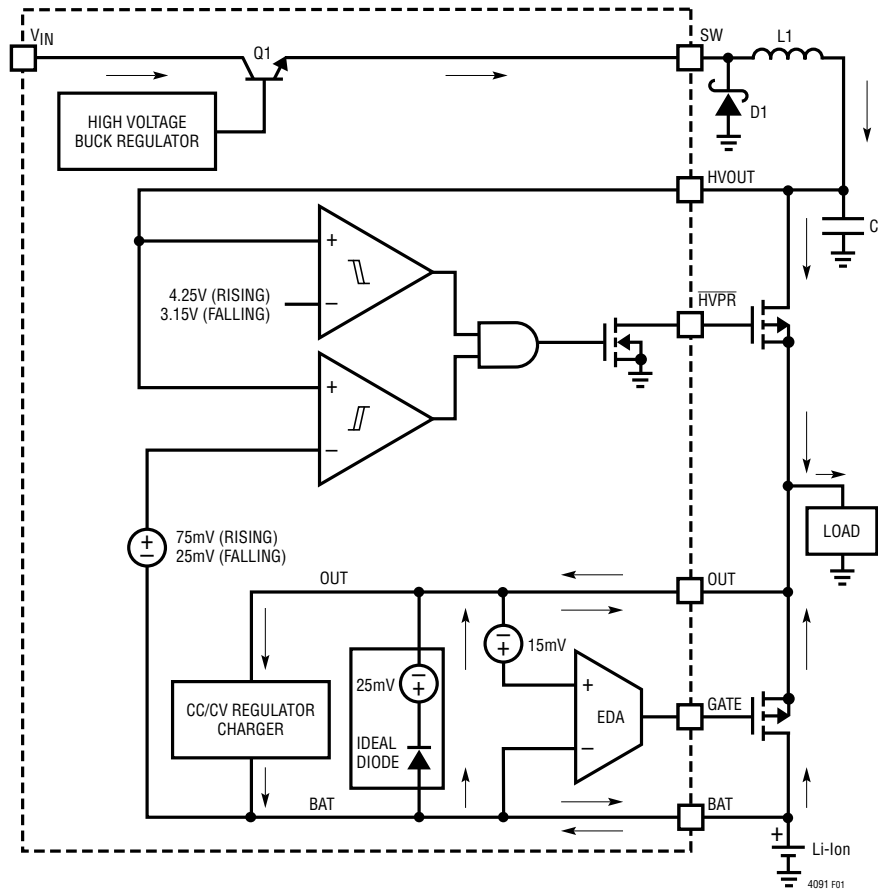 VIN
Q1
SW
L1
HIGH VOLTAGE
BUCK REGULATOR
D1
HVOUT
C
4.25V (RISING)
3.15V (FALLING)
+
–
HVPR
+
–
75mV (RISING)
25mV (FALLING)
+
–
LOAD
OUT
OUT
–
+
15mV
CC/CV REGULATOR
CHARGER
25mV
–
+
IDEAL
DIODE
+
–
EDA
GATE
BAT
BAT
+
Li-Ion
4091 F01